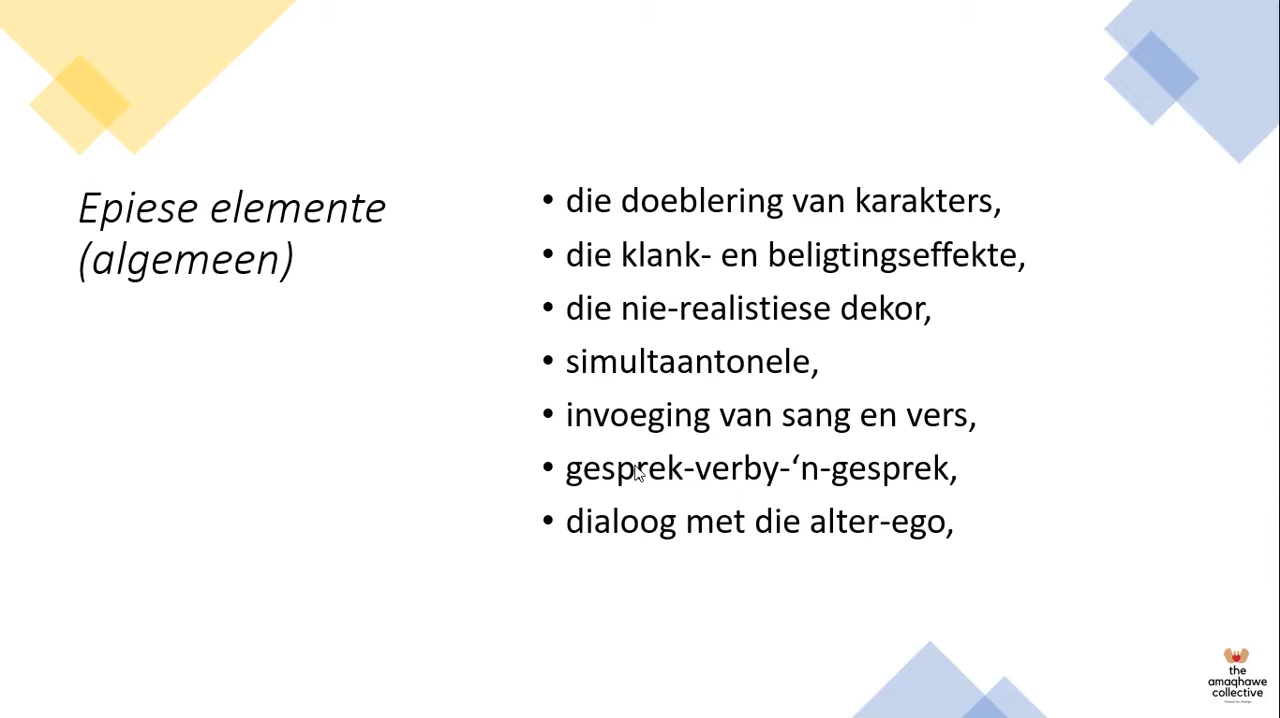 Epiese elemente
(algemeen)
• die doeblering van karakters,
• die klank- en beligtingseffekte,
• die nie-realistiese dekor,
• simultaantonele,
• invoeging van sang en vers,
• gesprek-verby-‘n-gesprek,
• dialoog met die alter-ego,
the
amaqhawe
collective